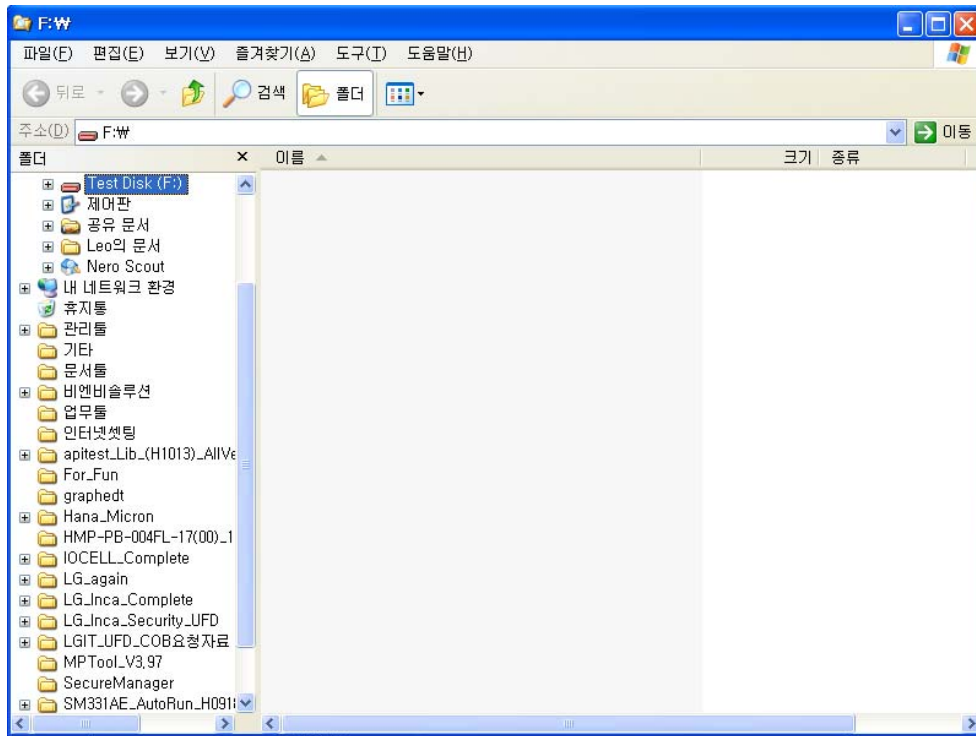 F:₩
파일(F) 편집(E) 보기(V) 즐겨찾기(A) 도구(T) 도움말(H)
뒤로 검색 폴더
주소(D) F:₩ 이동
폴더 이름 크기 종류
Test Disk (F:)
제어판
공유 문서
Leo의 문서
Nero Scout
내 네트워크 환경
휴지통
관리툴
기타
문서툴
비엔비솔루션
업무툴
인터넷셋팅
apitest_Lib_(H1013)_AllVe
For_Fun
graphedt
Hana_Micron
HMP-PB-004FL-17(00)_1
IOCELL_Complete
LG_again
LG_Inca_Complete
LG_Inca_Security_UFD
LGIT_UFD_COB요청자료
MPTool_V3,97
SecureManager
SM331AE_AutoRun_H091